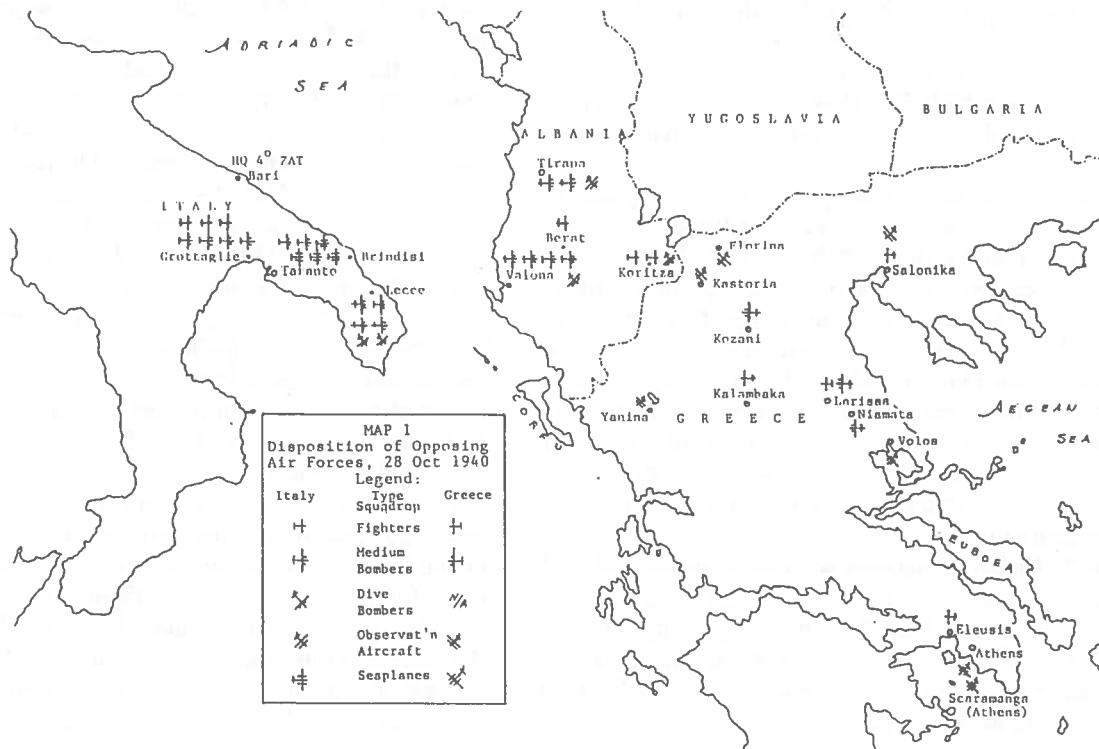 ADRIADIC
SEA
ALBANIA
YUGOSLAVIA
BULGARIA
HQ 4° 7AT
Bari
Tirana
ITALY
Grottaglie
Taranto
Brindisi
Lecce
Berat
Valona
Koritza
Florina
Kastoria
Salonika
Kozani
Kalambaka
Larissa
Niamata
Yanina
GREECE
CORFU
AEGEAN
SEA
Volos
EUBOEA
Eleusis
Athens
Scaramanga
(Athens)
MAP I
Disposition of Opposing
Air Forces, 28 Oct 1940
Legend:
Italy Type Greece
Squadron
Fighters
Medium
Bombers
Dive N/A
Bombers
Observat'n
Aircraft
Seaplanes